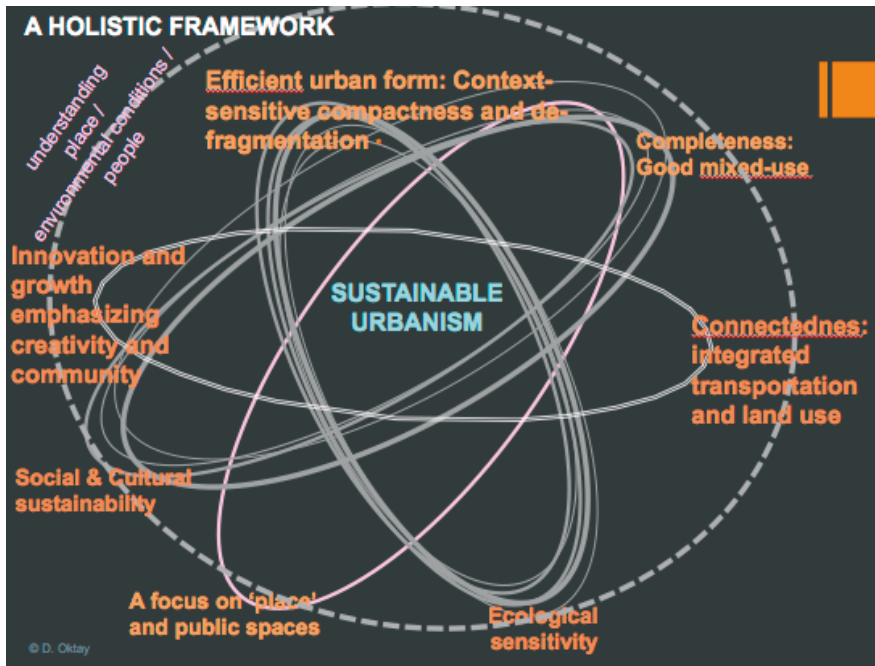 A HOLISTIC FRAMEWORK
understanding
place /
environmental conditions /
people
Efficient urban form: Context-
sensitive compactness and de-
fragmentation
Completeness:
Good mixed-use
Innovation and
growth
emphasizing
creativity and
community
SUSTAINABLE
URBANISM
Connectednes:
integrated
transportation
and land use
Social & Cultural
sustainability
A focus on 'place'
and public spaces
Ecological
sensitivity
© D. Oktay